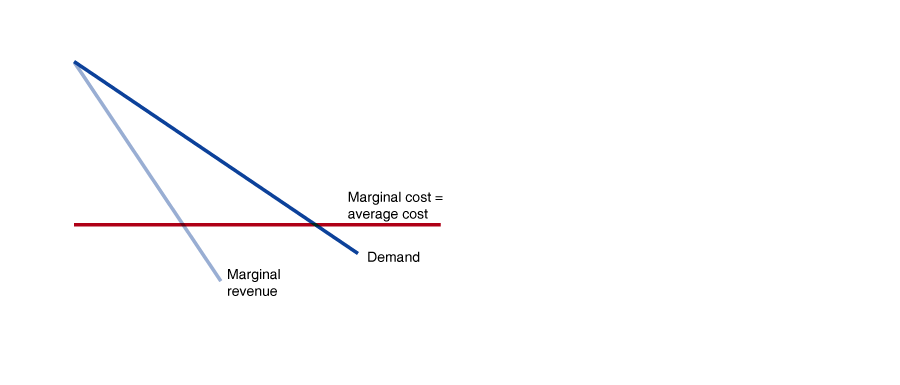 Marginal cost =
average cost
Demand
Marginal
revenue